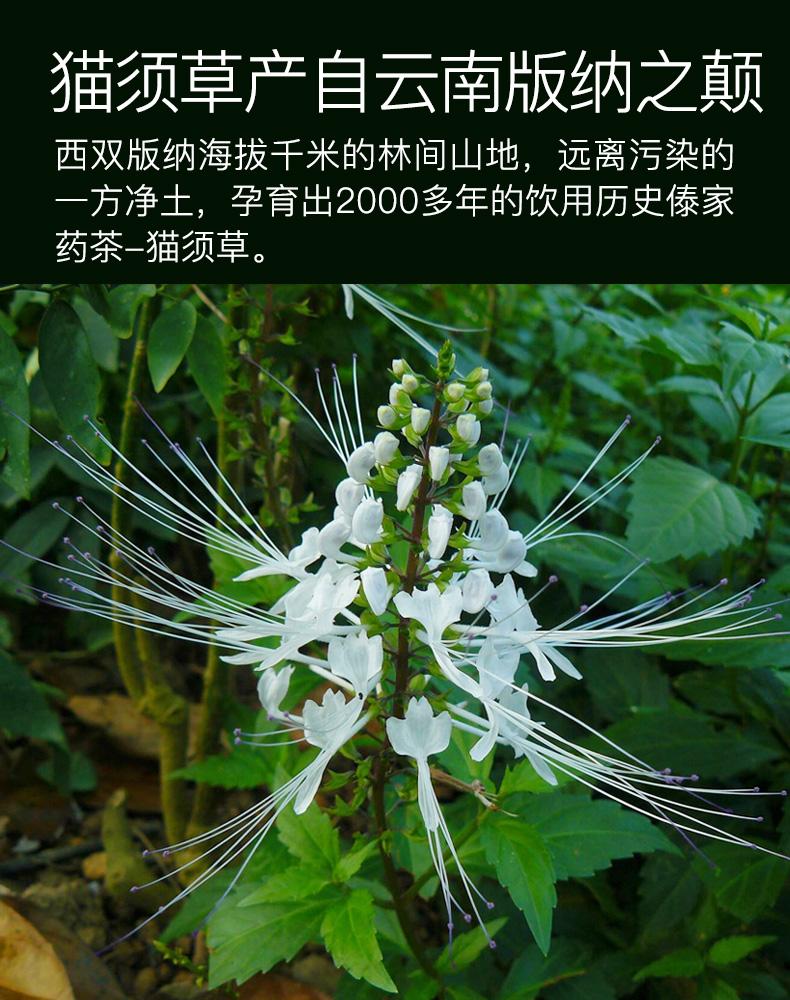 猫须草产自云南版纳之颠
西双版纳海拔千米的林间山地，远离污染的
一方净土，孕育出2000多年的饮用历史傣家
药茶-猫须草。